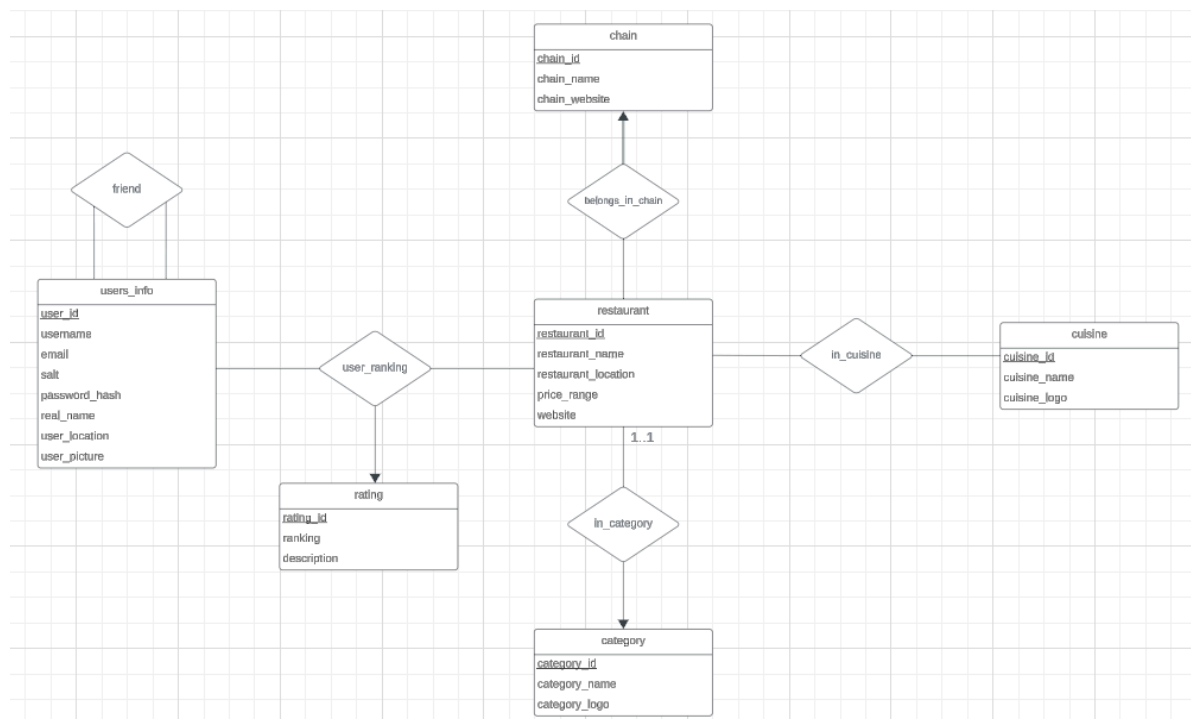 chain
chain_id
chain_name
chain_website
friend
belongs_in_chain
users_info
user_id
username
email
salt
password_hash
real_name
user_location
user_picture
user_ranking
restaurant
restaurant_id
restaurant_name
restaurant_location
price_range
website
1..1
in_cuisine
cuisine
cuisine_id
cuisine_name
cuisine_logo
rating
rating_id
ranking
description
in_category
category
category_id
category_name
category_logo